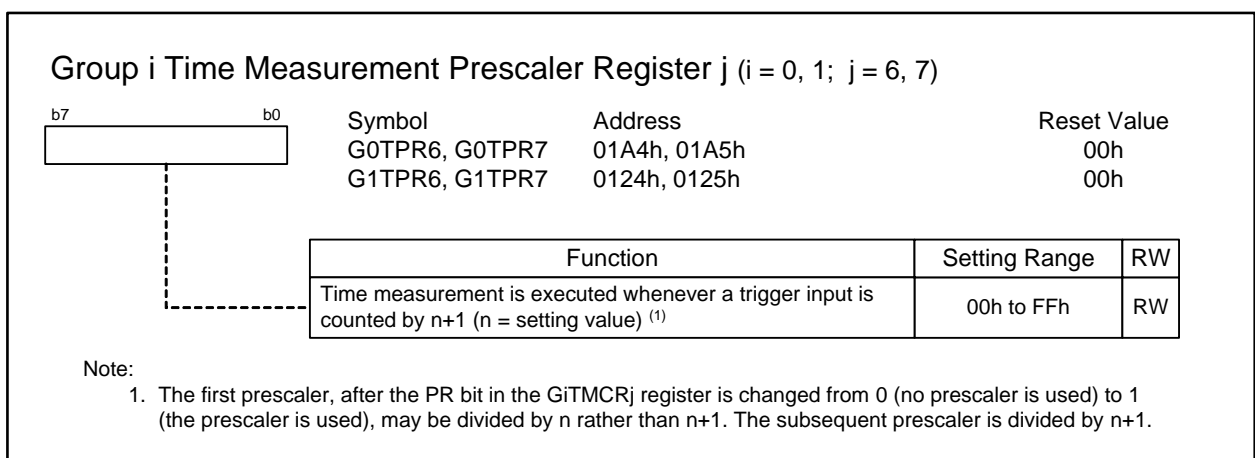 Group i Time Measurement Prescaler Register j (i = 0, 1; j = 6, 7)
b7 b0
Symbol Address Reset Value
G0TPR6, G0TPR7 01A4h, 01A5h 00h
G1TPR6, G1TPR7 0124h, 0125h 00h
Function Setting Range RW
Time measurement is executed whenever a trigger input is
counted by n+1 (n = setting value) (1)
00h to FFh RW
Note:
1. The first prescaler, after the PR bit in the GiTMCRj register is changed from 0 (no prescaler is used) to 1
(the prescaler is used), may be divided by n rather than n+1. The subsequent prescaler is divided by n+1.